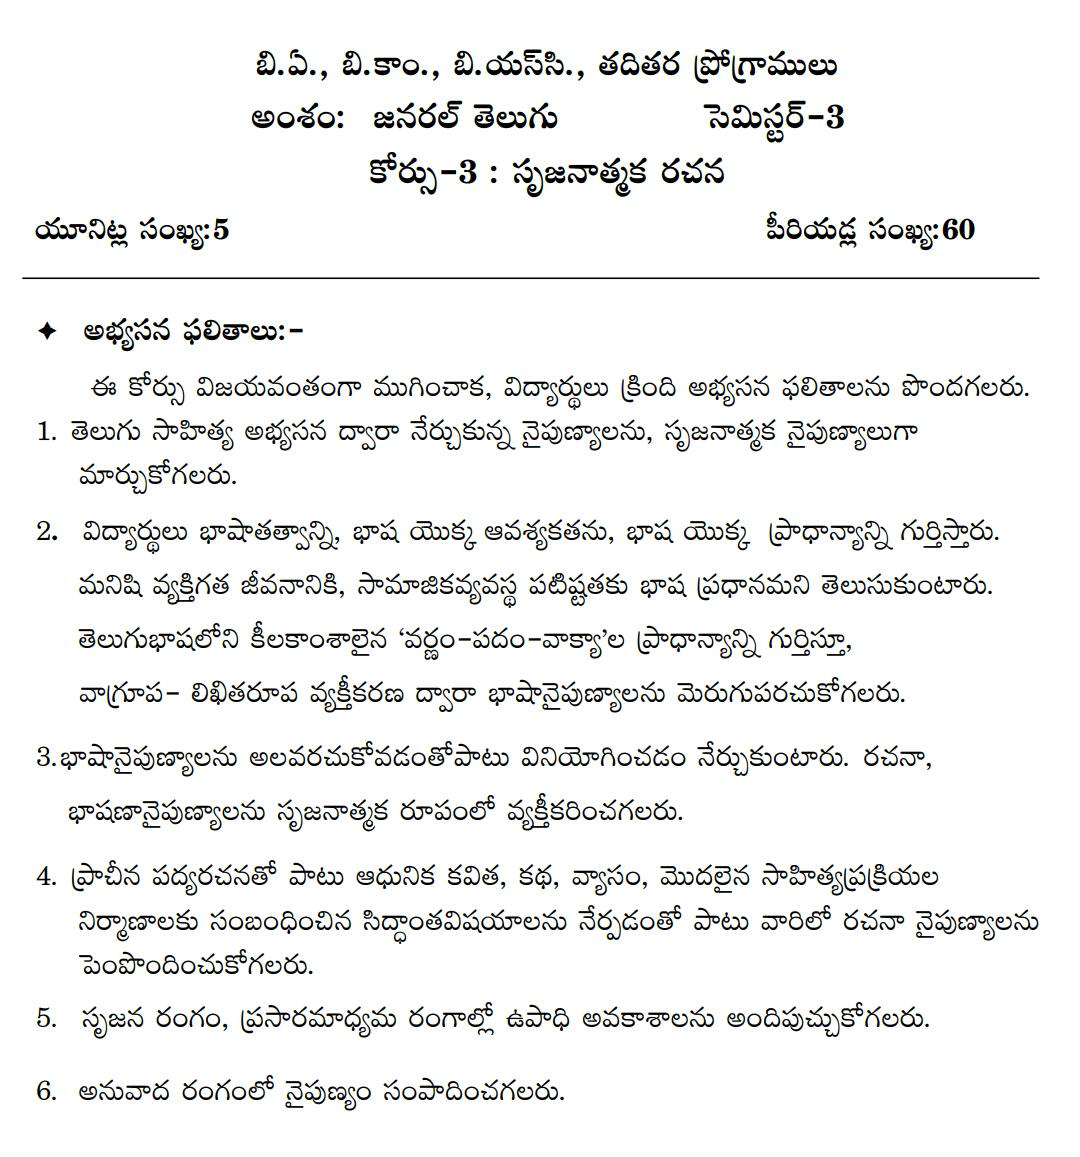 బి.ఏ., బి.కాం., బి.యస్‌సి., తదితర ప్రోగ్రాములు
అంశం: జనరల్ తెలుగు సెమిస్టర్-3
కోర్సు-3 : సృజనాత్మక రచన
యూనిట్ల సంఖ్య:5 పీరియడ్ల సంఖ్య:60
✦ అభ్యసన ఫలితాలు:-
ఈ కోర్సు విజయవంతంగా ముగించాక, విద్యార్థులు క్రింది అభ్యసన ఫలితాలను పొందగలరు.
1. తెలుగు సాహిత్య అభ్యసన ద్వారా నేర్చుకున్న నైపుణ్యాలను, సృజనాత్మక నైపుణ్యాలుగా
మార్చుకోగలరు.
2. విద్యార్థులు భాషాతత్వాన్ని, భాష యొక్క ఆవశ్యకతను, భాష యొక్క ప్రాధాన్యాన్ని గుర్తిస్తారు.
మనిషి వ్యక్తిగత జీవనానికి, సామాజికవ్యవస్థ పటిష్టతకు భాష ప్రధానమని తెలుసుకుంటారు.
తెలుగుభాషలోని కీలకాంశాలైన ‘వర్ణం-పదం-వాక్యా’ల ప్రాధాన్యాన్ని గుర్తిస్తూ,
వాగ్రూప- లిఖితరూప వ్యక్తీకరణ ద్వారా భాషానైపుణ్యాలను మెరుగుపరచుకోగలరు.
3.భాషానైపుణ్యాలను అలవరచుకోవడంతోపాటు వినియోగించడం నేర్చుకుంటారు. రచనా,
భాషణానైపుణ్యాలను సృజనాత్మక రూపంలో వ్యక్తీకరించగలరు.
4. ప్రాచీన పద్యరచనతో పాటు ఆధునిక కవిత, కథ, వ్యాసం, మొదలైన సాహిత్యప్రక్రియల
నిర్మాణాలకు సంబంధించిన సిద్ధాంతవిషయాలను నేర్పడంతో పాటు వారిలో రచనా నైపుణ్యాలను
పెంపొందించుకోగలరు.
5. సృజన రంగం, ప్రసారమాధ్యమ రంగాల్లో ఉపాధి అవకాశాలను అందిపుచ్చుకోగలరు.
6. అనువాద రంగంలో నైపుణ్యం సంపాదించగలరు.